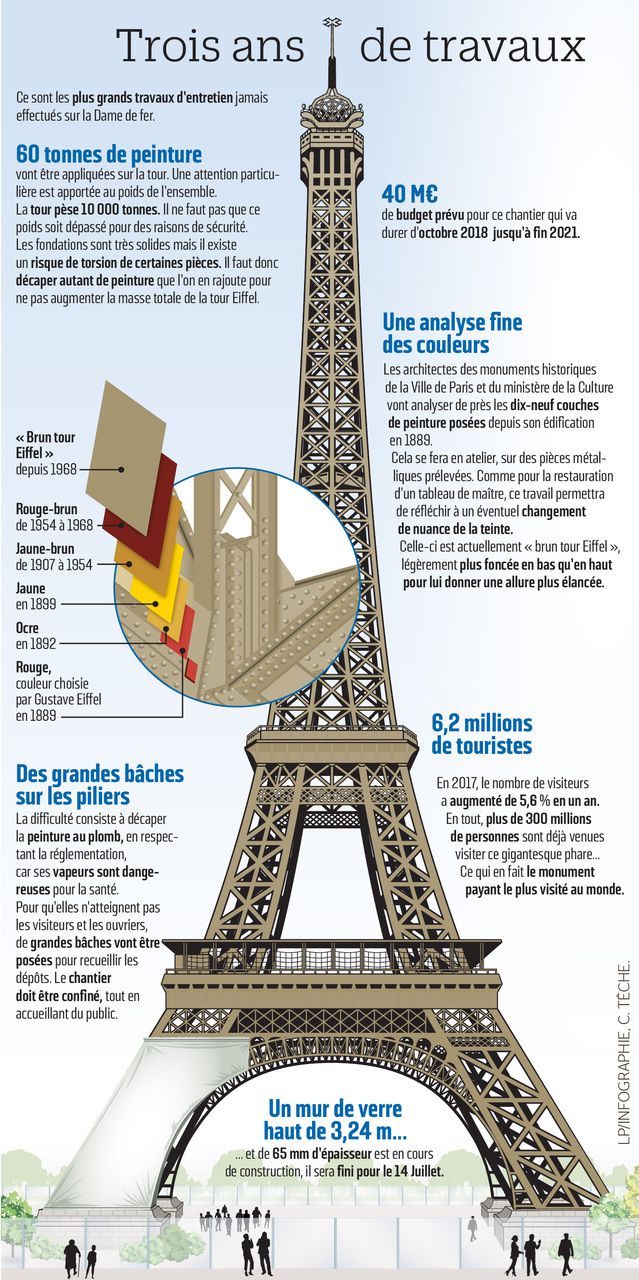 Trois ans de travaux
Ce sont les plus grands travaux d'entretien jamais
effectués sur la Dame de fer.
60 tonnes de peinture
vont être appliquées sur la tour. Une attention particu-
lière est apportée au poids de l'ensemble.
La tour pèse 10 000 tonnes. Il ne faut pas que ce
poids soit dépassé pour des raisons de sécurité.
Les fondations sont très solides mais il existe
un risque de torsion de certaines pièces. Il faut donc
décaper autant de peinture que l'on en rajoute pour
ne pas augmenter la masse totale de la tour Eiffel.
40 M€
de budget prévu pour ce chantier qui va
durer d'octobre 2018 jusqu'à fin 2021.
Une analyse fine
des couleurs
Les architectes des monuments historiques
de la Ville de Paris et du ministère de la Culture
vont analyser de près les dix-neuf couches
de peinture posées depuis son édification
en 1889.
Cela se fera en atelier, sur des pièces métal-
liques prélevées. Comme pour la restauration
d'un tableau de maître, ce travail permettra
de réfléchir à un éventuel changement
de nuance de la teinte.
Celle-ci est actuellement « brun tour Eiffel »,
légèrement plus foncée en bas qu'en haut
pour lui donner une allure plus élancée.
« Brun tour
Eiffel »
depuis 1968
Rouge-brun
de 1954 à 1968
Jaune-brun
de 1907 à 1954
Jaune
en 1899
Ocre
en 1892
Rouge,
couleur choisie
par Gustave Eiffel
en 1889
6,2 millions
de touristes
En 2017, le nombre de visiteurs
a augmenté de 5,6 % en un an.
En tout, plus de 300 millions
de personnes sont déjà venues
visiter ce gigantesque phare...
Ce qui en fait le monument
payant le plus visité au monde.
Des grandes bâches
sur les piliers
La difficulté consiste à décaper
la peinture au plomb, en respec-
tant la réglementation,
car ses vapeurs sont dange-
reuses pour la santé.
Pour qu'elles n'atteignent pas
les visiteurs et les ouvriers,
de grandes bâches vont être
posées pour recueillir les
dépôts. Le chantier
doit être confiné, tout en
accueillant du public.
Un mur de verre
haut de 3,24 m...
... et de 65 mm d'épaisseur est en cours
de construction, il sera fini pour le 14 Juillet.
LP/INFOGRAPHIE, C. TÊCHE.